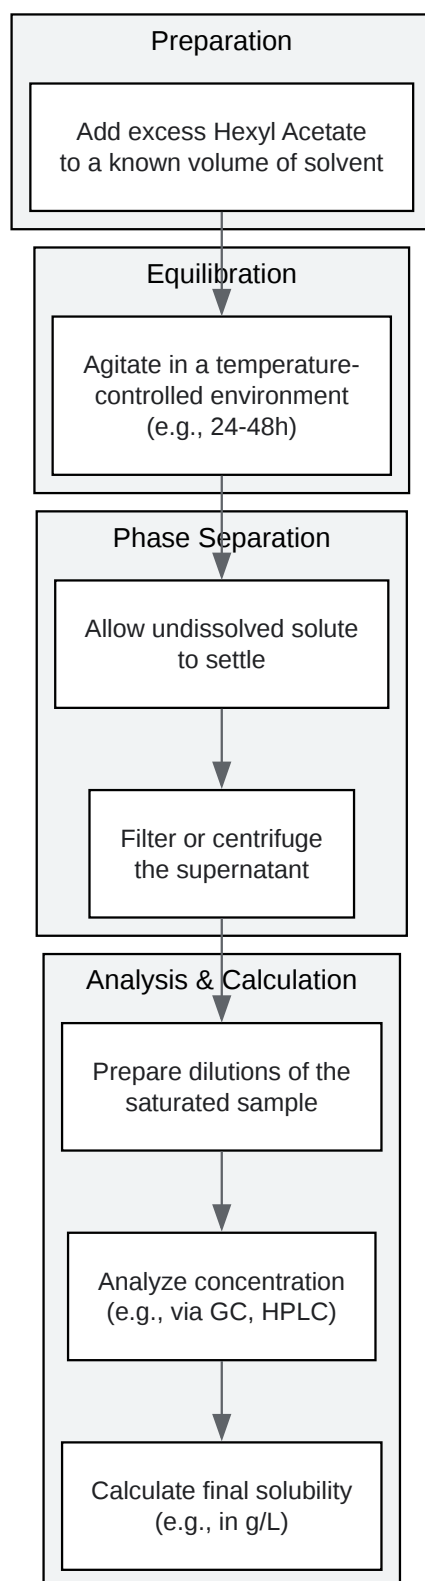 Preparation
Add excess Hexyl Acetate
to a known volume of solvent
Equilibration
Agitate in a temperature-
controlled environment
(e.g., 24-48h)
Phase Separation
Allow undissolved solute
to settle
Filter or centrifuge
the supernatant
Analysis & Calculation
Prepare dilutions of the
saturated sample
Analyze concentration
(e.g., via GC, HPLC)
Calculate final solubility
(e.g., in g/L)